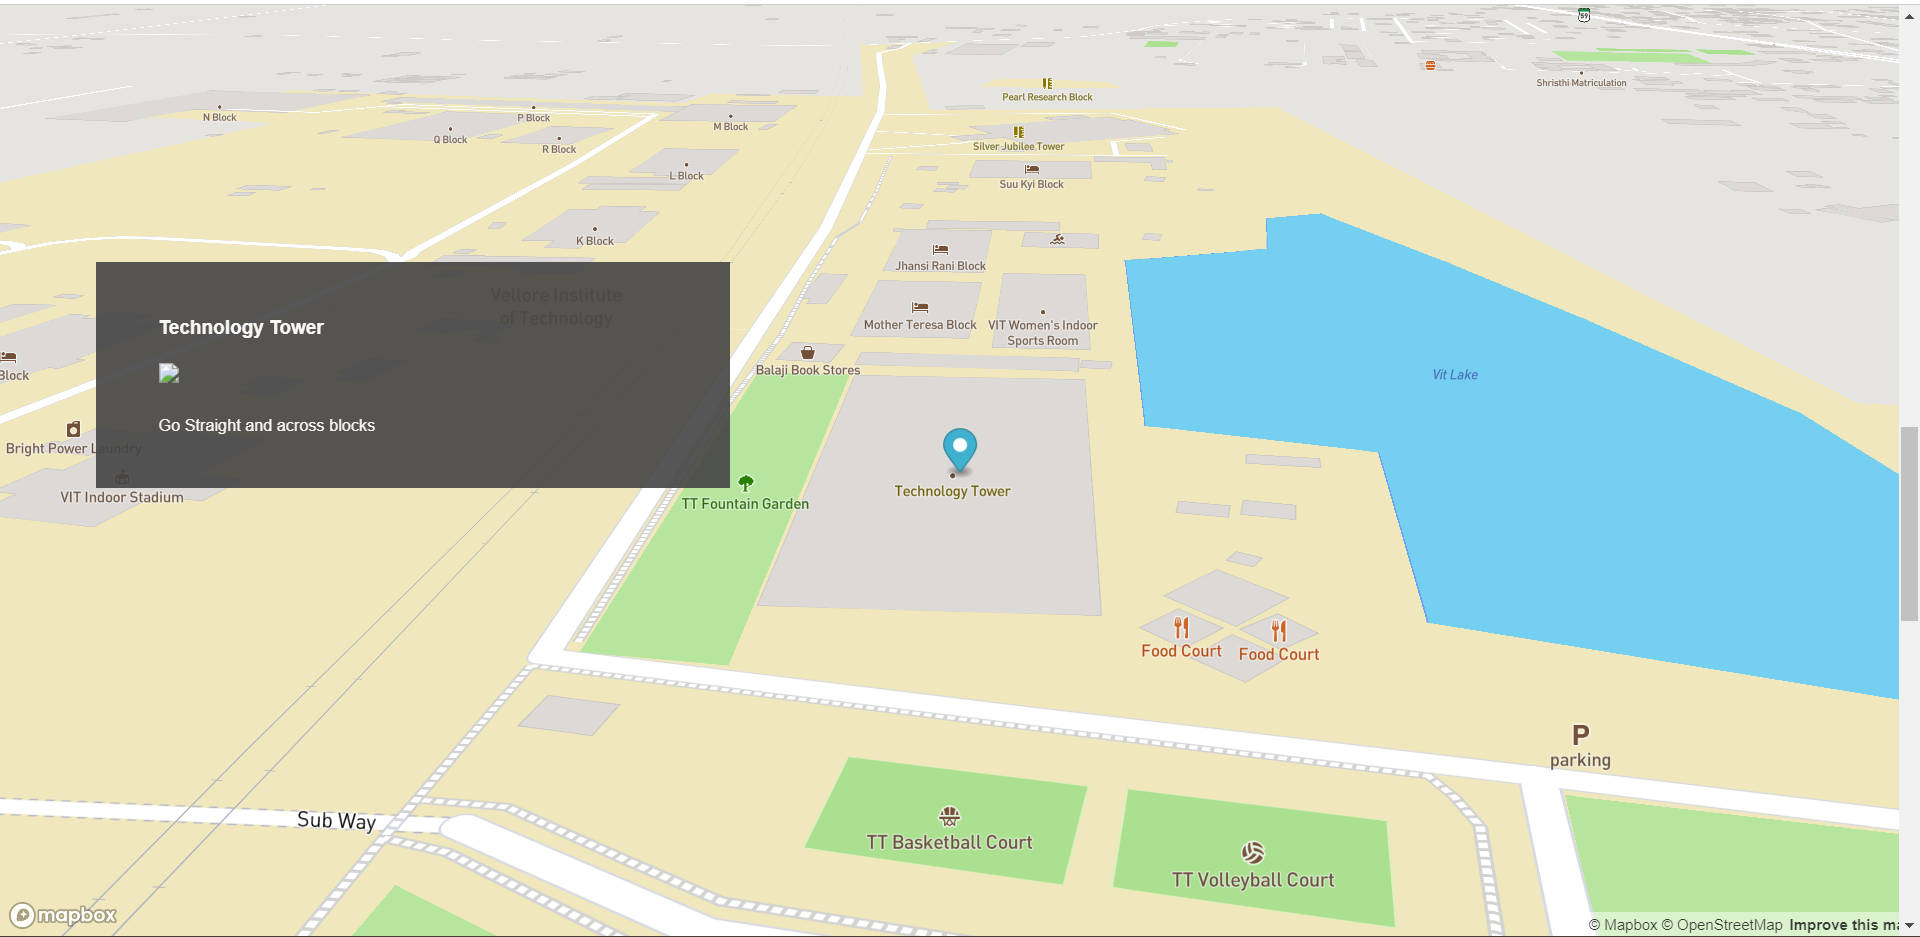 59
Shristhi Matriculation
Pearl Research Block
N Block
P Block
M Block
Q Block
R Block
Silver Jubilee Tower
L Block
Suu Kyi Block
K Block
Jhansi Rani Block
Vellore Institute
of Technology
Technology Tower
Mother Teresa Block
VIT Women's Indoor
Sports Room
Block
Balaji Book Stores
Vit Lake
Go Straight and across blocks
Bright Power Laundry
VIT Indoor Stadium
TT Fountain Garden
Technology Tower
Food Court
Food Court
P
parking
Sub Way
TT Basketball Court
TT Volleyball Court
mapbox
© Mapbox © OpenStreetMap Improve this ma